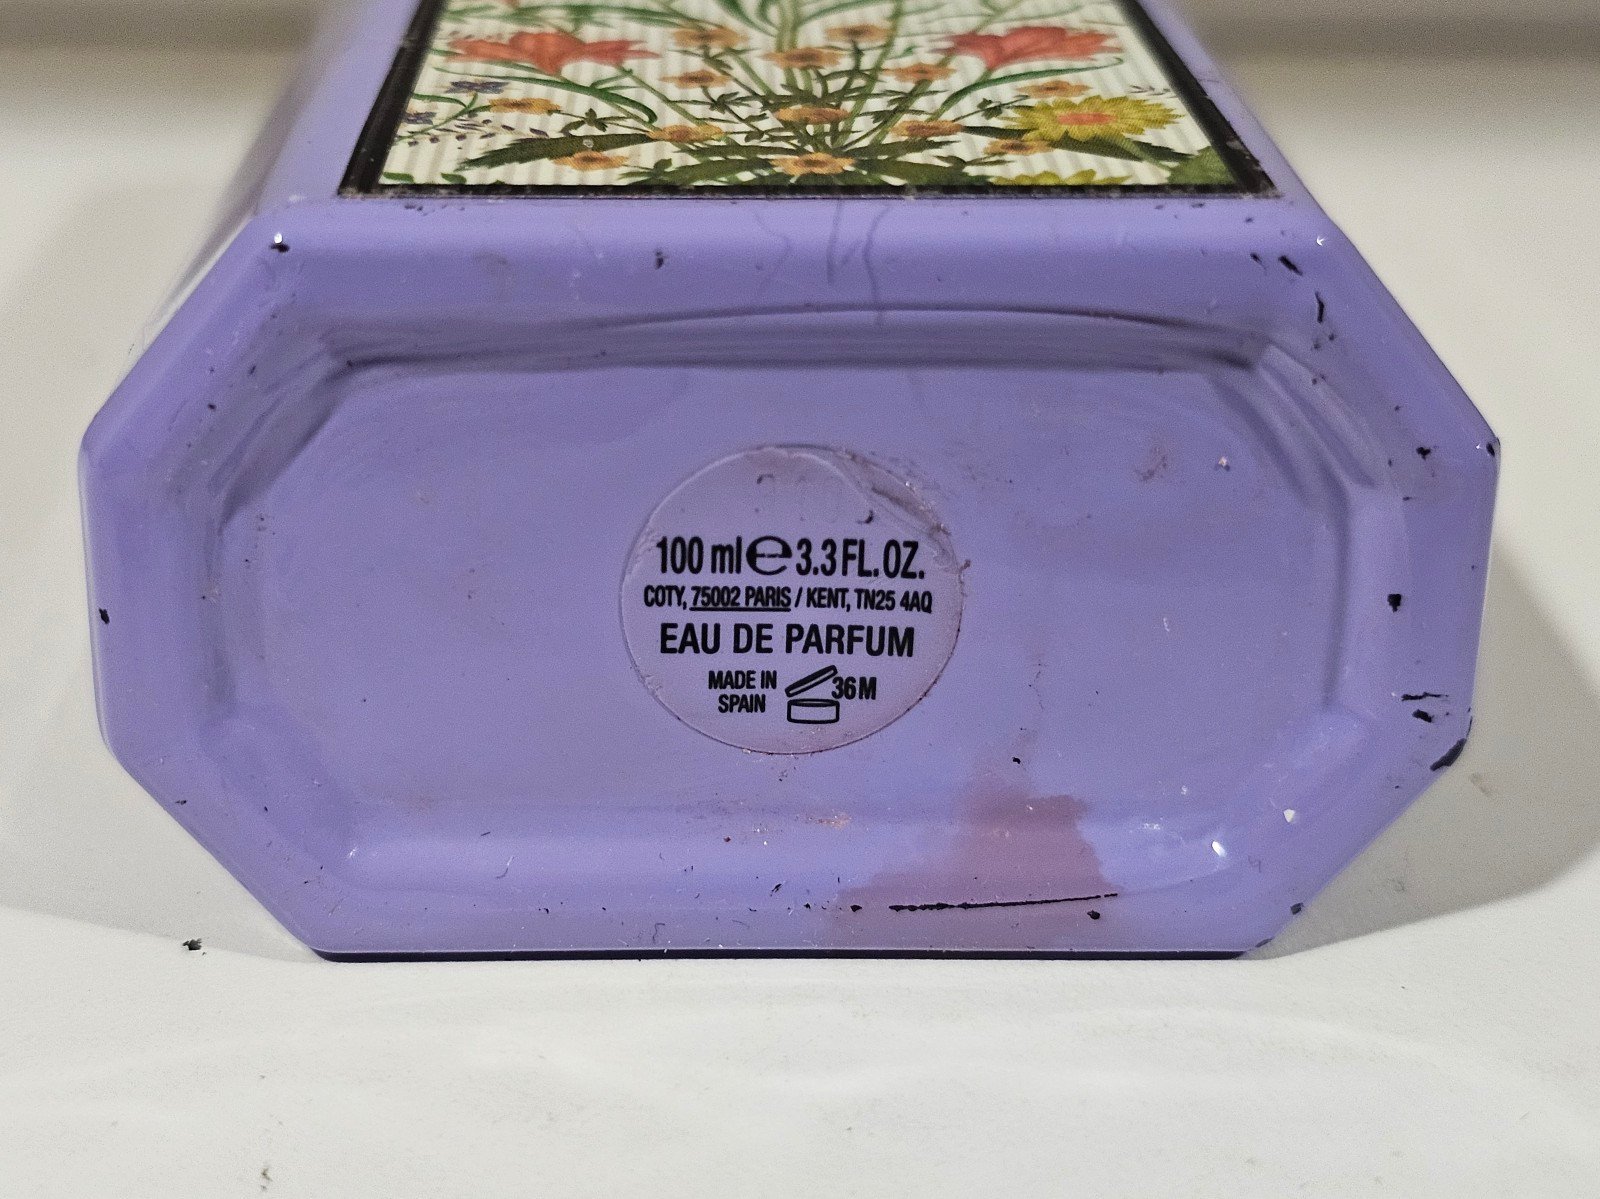 100 ml℮3.3 FL. OZ.
COTY, 75002 PARIS / KENT, TN25 4AQ
EAU DE PARFUM
MADE IN
SPAIN
36M